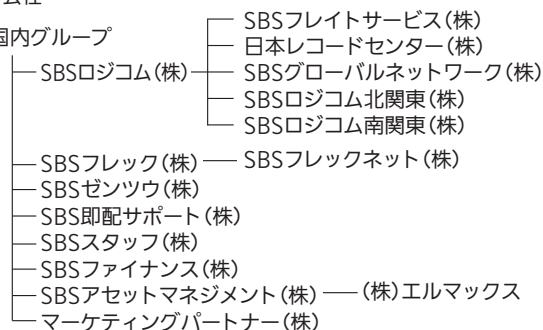 会社
国内グループ
SBSフレイトサービス(株)
日本レコードセンター(株)
SBSロジコム(株) SBSグローバルネットワーク(株)
SBSロジコム北関東(株)
SBSロジコム南関東(株)
SBSフレック(株) SBSフレックネット(株)
SBSゼンツウ(株)
SBS即配サポート(株)
SBSスタッフ(株)
SBSファイナンス(株)
SBSアセットマネジメント(株) (株)エルマックス
マーケティングパートナー(株)